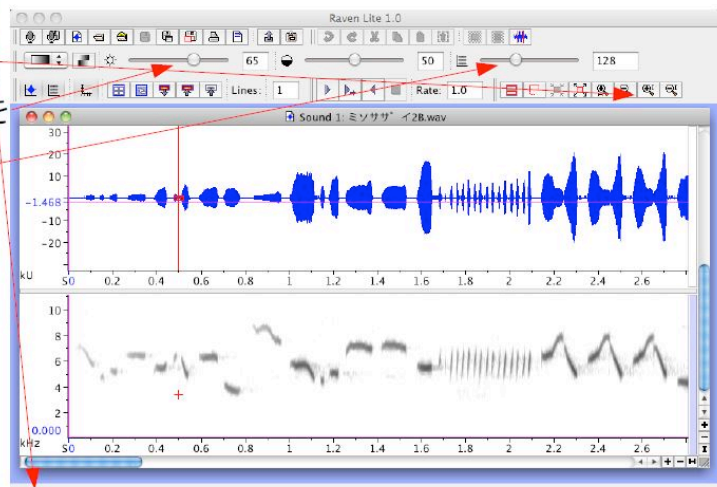 Raven Lite 1.0
65
50
128
Lines: 1
Rate: 1.0
を
Sound 1: ミソサザイ2B.wav
30
20
10
-1.468
-10
-20
kU
S0 0.2 0.4 0.6 0.8 1 1.2 1.4 1.6 1.8 2 2.2 2.4 2.6
10
8
6
4
2
0.000
kHz
S0 0.2 0.4 0.6 0.8 1 1.2 1.4 1.6 1.8 2 2.2 2.4 2.6